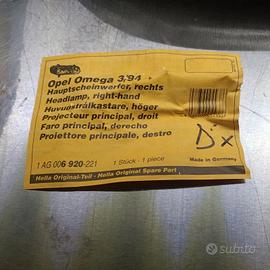 Opel Omega 3/94
Hauptscheinwerfer, rechts
Headlamp, right-hand
Huvudstrålkastare, höger
Projecteur principal, droit
Faro principal, derecho
Proiettore principale, destro
Dx
1 AG 006 920-221
1 Stück · 1 piece
Made in Germany
Hella Original-Teil - Hella Original Spare Part
subito